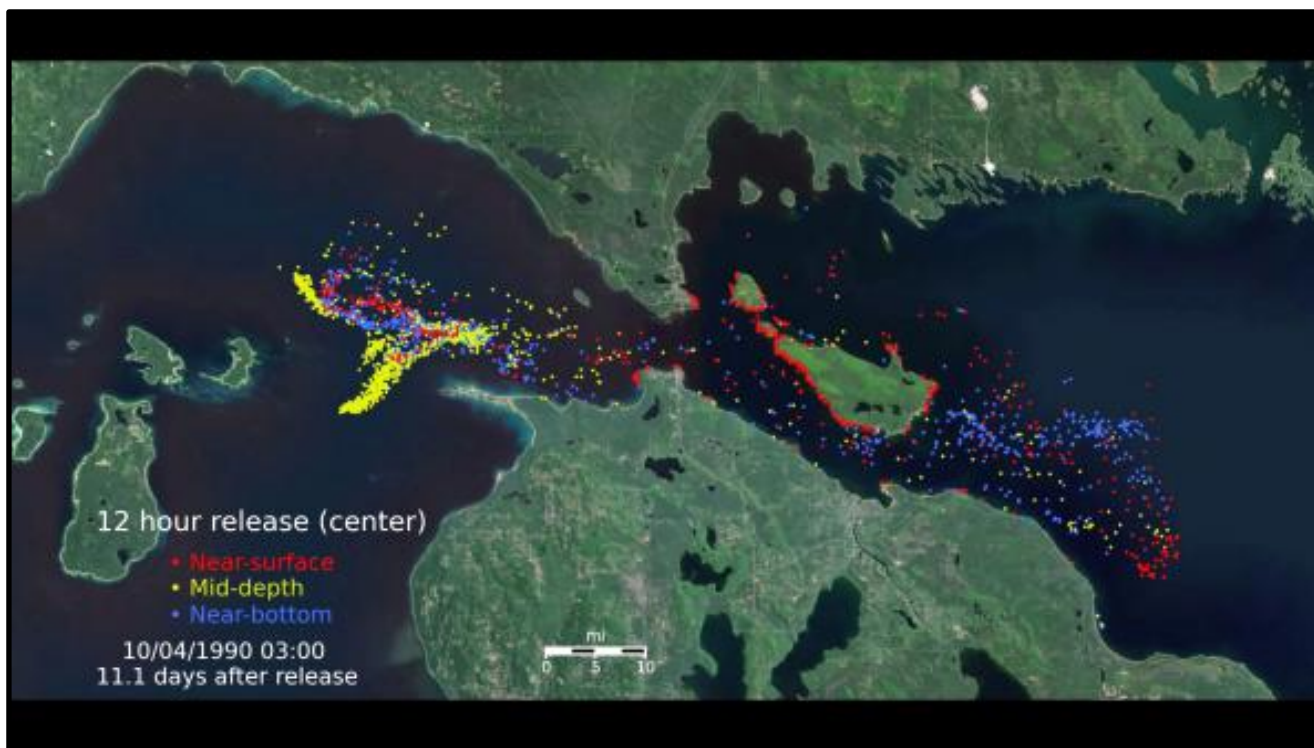 12 hour release (center)
• Near-surface
• Mid-depth
• Near-bottom
10/04/1990 03:00
11.1 days after release
mi
0 5 10